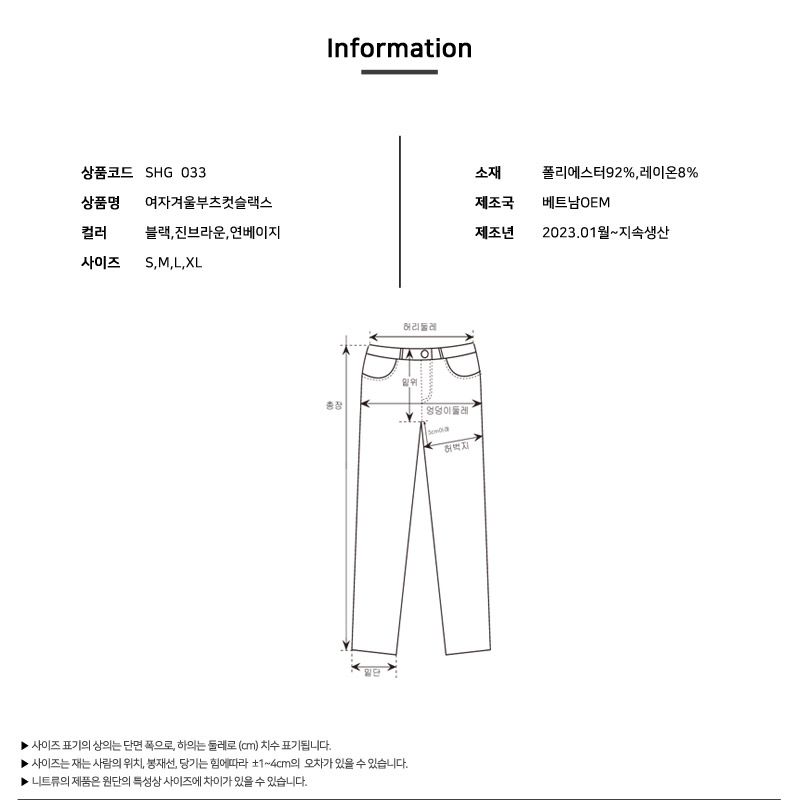 Information
상품코드 SHG 033
상품명 여자겨울부츠컷슬랙스
컬러 블랙,진브라운,연베이지
사이즈 S,M,L,XL
소재 폴리에스터92%,레이온8%
제조국 베트남OEM
제조년 2023.01월~지속생산
허리둘레
밑위
총장
엉덩이둘레
3cm아래
허벅지
밑단
▶ 사이즈 표기의 상의는 단면 폭으로, 하의는 둘레로 (cm) 치수 표기됩니다.
▶ 사이즈는 재는 사람의 위치, 봉재선, 당기는 힘에따라 ±1~4cm의 오차가 있을 수 있습니다.
▶ 니트류의 제품은 원단의 특성상 사이즈에 차이가 있을 수 있습니다.